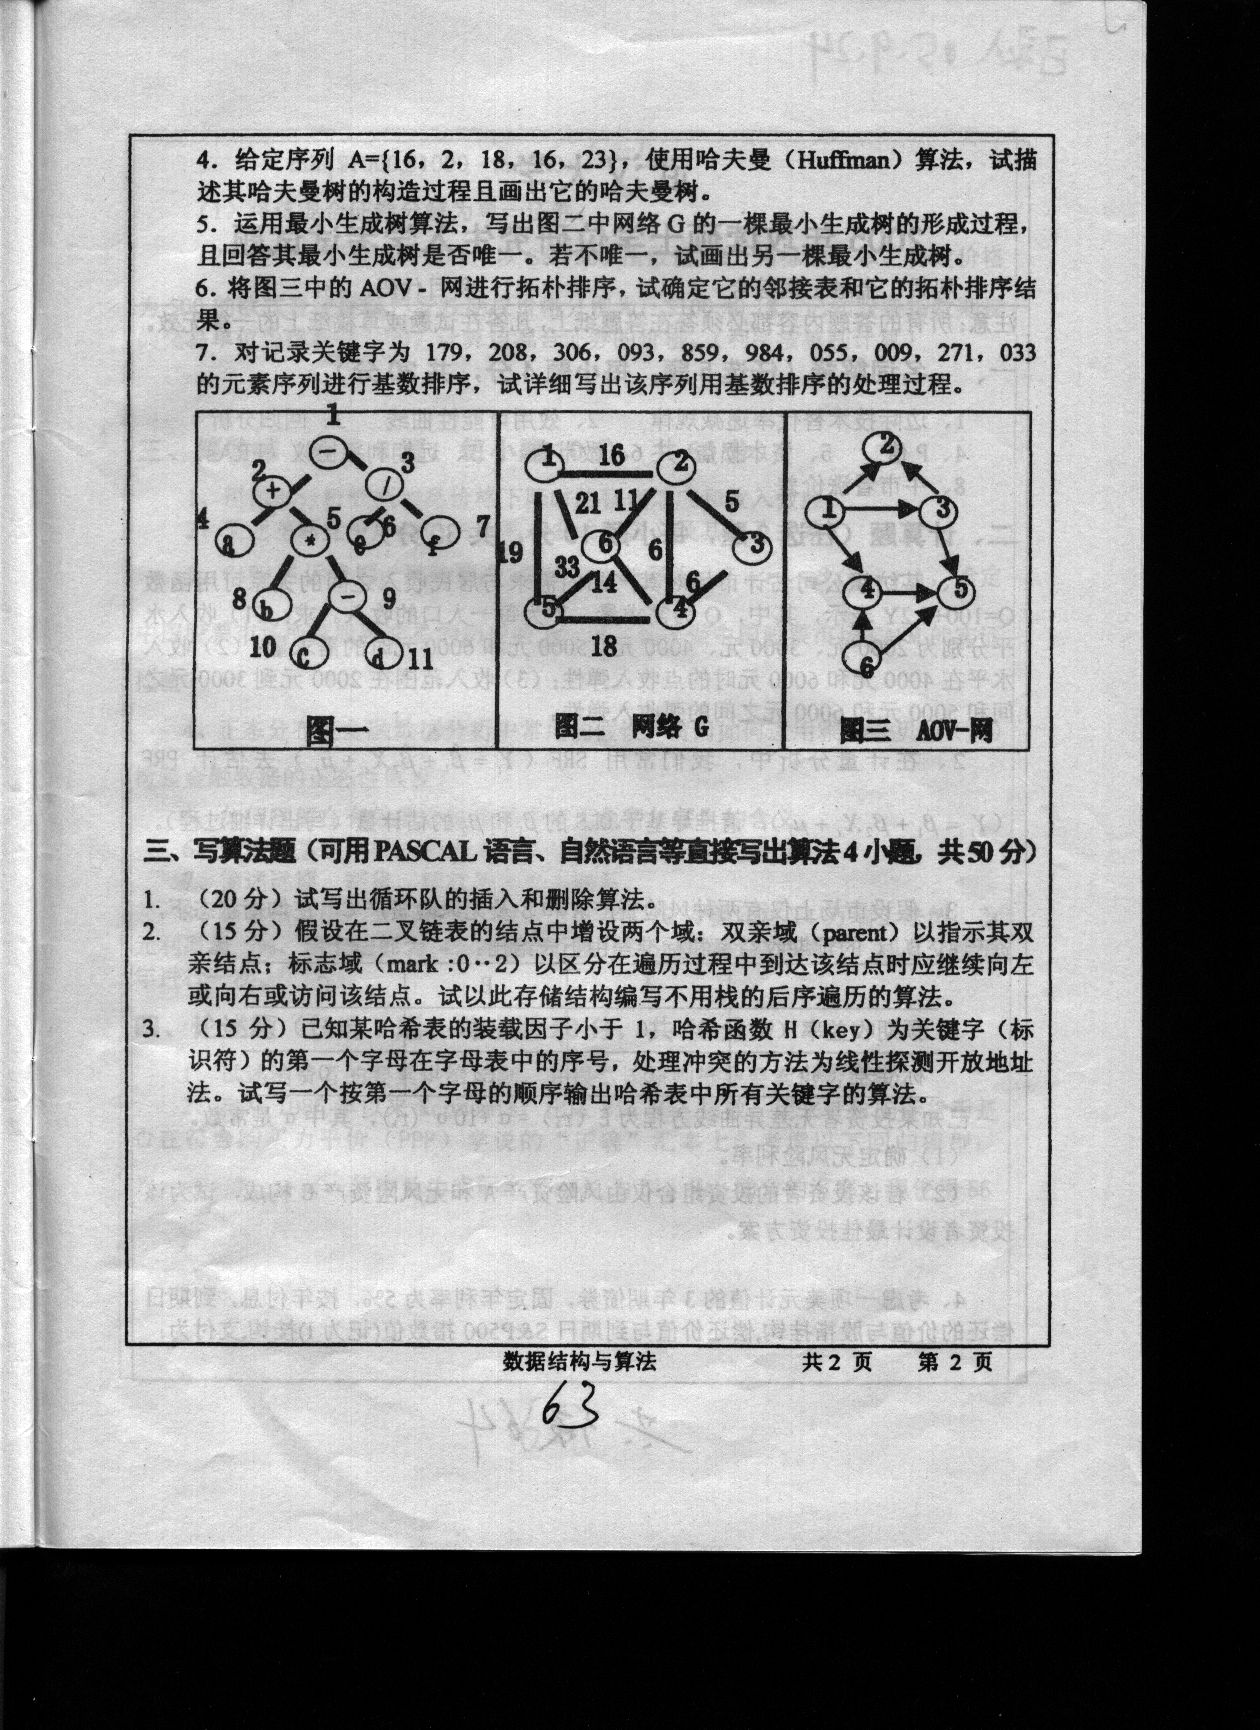 4．给定序列 A={16，2，18，16，23}，使用哈夫曼（Huffman）算法，试描
述其哈夫曼树的构造过程且画出它的哈夫曼树。
5．运用最小生成树算法，写出图二中网络 G 的一棵最小生成树的形成过程，
且回答其最小生成树是否唯一。若不唯一，试画出另一棵最小生成树。
6．将图三中的 AOV - 网进行拓朴排序，试确定它的邻接表和它的拓朴排序结
果。
7．对记录关键字为 179，208，306，093，859，984，055，009，271，033
的元素序列进行基数排序，试详细写出该序列用基数排序的处理过程。
1
−
2
+
3
/
4
a
5
*
6
e
7
f
8
b
9
−
10
c
d
11
图一
1
16
2
21
11
5
19
6
6
3
33
14
6
5
4
18
图二 网络 G
2
1
3
4
5
6
图三 AOV-网
三、写算法题（可用 PASCAL 语言、自然语言等直接写出算法 4 小题，共 50 分）
1. （20 分）试写出循环队的插入和删除算法。
2. （15 分）假设在二叉链表的结点中增设两个域：双亲域（parent）以指示其双
亲结点；标志域（mark :0··2）以区分在遍历过程中到达该结点时应继续向左
或向右或访问该结点。试以此存储结构编写不用栈的后序遍历的算法。
3. （15 分）已知某哈希表的装载因子小于 1，哈希函数 H（key）为关键字（标
识符）的第一个字母在字母表中的序号，处理冲突的方法为线性探测开放地址
法。试写一个按第一个字母的顺序输出哈希表中所有关键字的算法。
数据结构与算法 共 2 页 第 2 页
63